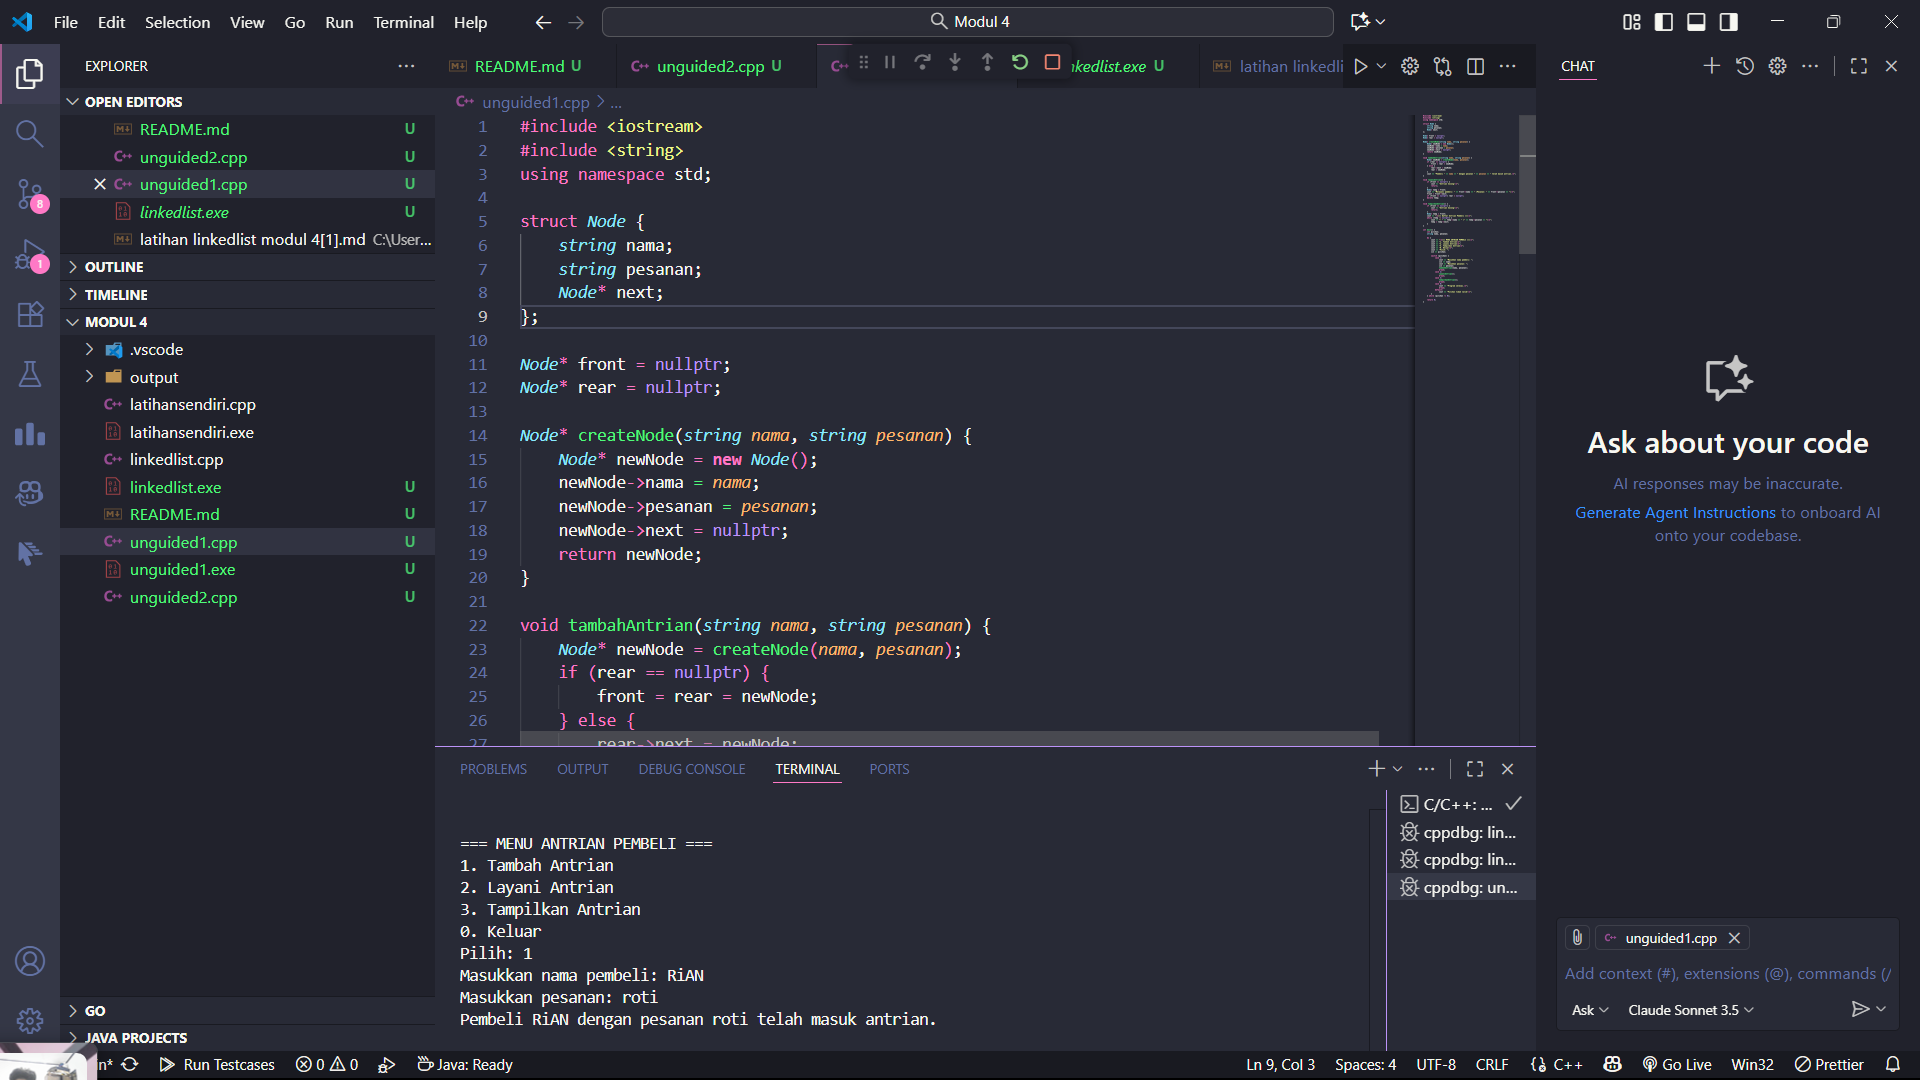 File Edit Selection View Go Run Terminal Help
Modul 4
EXPLORER
OPEN EDITORS
README.md U
unguided2.cpp U
unguided1.cpp U
linkedlist.exe U
latihan linkedlist modul 4[1].md C:\User...
OUTLINE
TIMELINE
MODUL 4
.vscode
output
latihansendiri.cpp
latihansendiri.exe
linkedlist.cpp
linkedlist.exe U
README.md U
unguided1.cpp U
unguided1.exe U
unguided2.cpp U
GO
JAVA PROJECTS
README.md U unguided2.cpp U nkedlist.exe U latihan linkedli
unguided1.cpp > ...
1 #include <iostream>
2 #include <string>
3 using namespace std;
4
5 struct Node {
6 string nama;
7 string pesanan;
8 Node* next;
9 };
10
11 Node* front = nullptr;
12 Node* rear = nullptr;
13
14 Node* createNode(string nama, string pesanan) {
15 Node* newNode = new Node();
16 newNode->nama = nama;
17 newNode->pesanan = pesanan;
18 newNode->next = nullptr;
19 return newNode;
20 }
21
22 void tambahAntrian(string nama, string pesanan) {
23 Node* newNode = createNode(nama, pesanan);
24 if (rear == nullptr) {
25 front = rear = newNode;
26 } else {
27 rear->next = newNode;
PROBLEMS OUTPUT DEBUG CONSOLE TERMINAL PORTS
=== MENU ANTRIAN PEMBELI ===
1. Tambah Antrian
2. Layani Antrian
3. Tampilkan Antrian
0. Keluar
Pilih: 1
Masukkan nama pembeli: RiAN
Masukkan pesanan: roti
Pembeli RiAN dengan pesanan roti telah masuk antrian.
C/C++: ...
cppdbg: lin...
cppdbg: lin...
cppdbg: un...
CHAT
Ask about your code
AI responses may be inaccurate.
Generate Agent Instructions to onboard AI
onto your codebase.
unguided1.cpp
Add context (#), extensions (@), commands (/
Ask Claude Sonnet 3.5
8
1
in* Run Testcases 0 0 Java: Ready Ln 9, Col 3 Spaces: 4 UTF-8 CRLF C++ Go Live Win32 Prettier